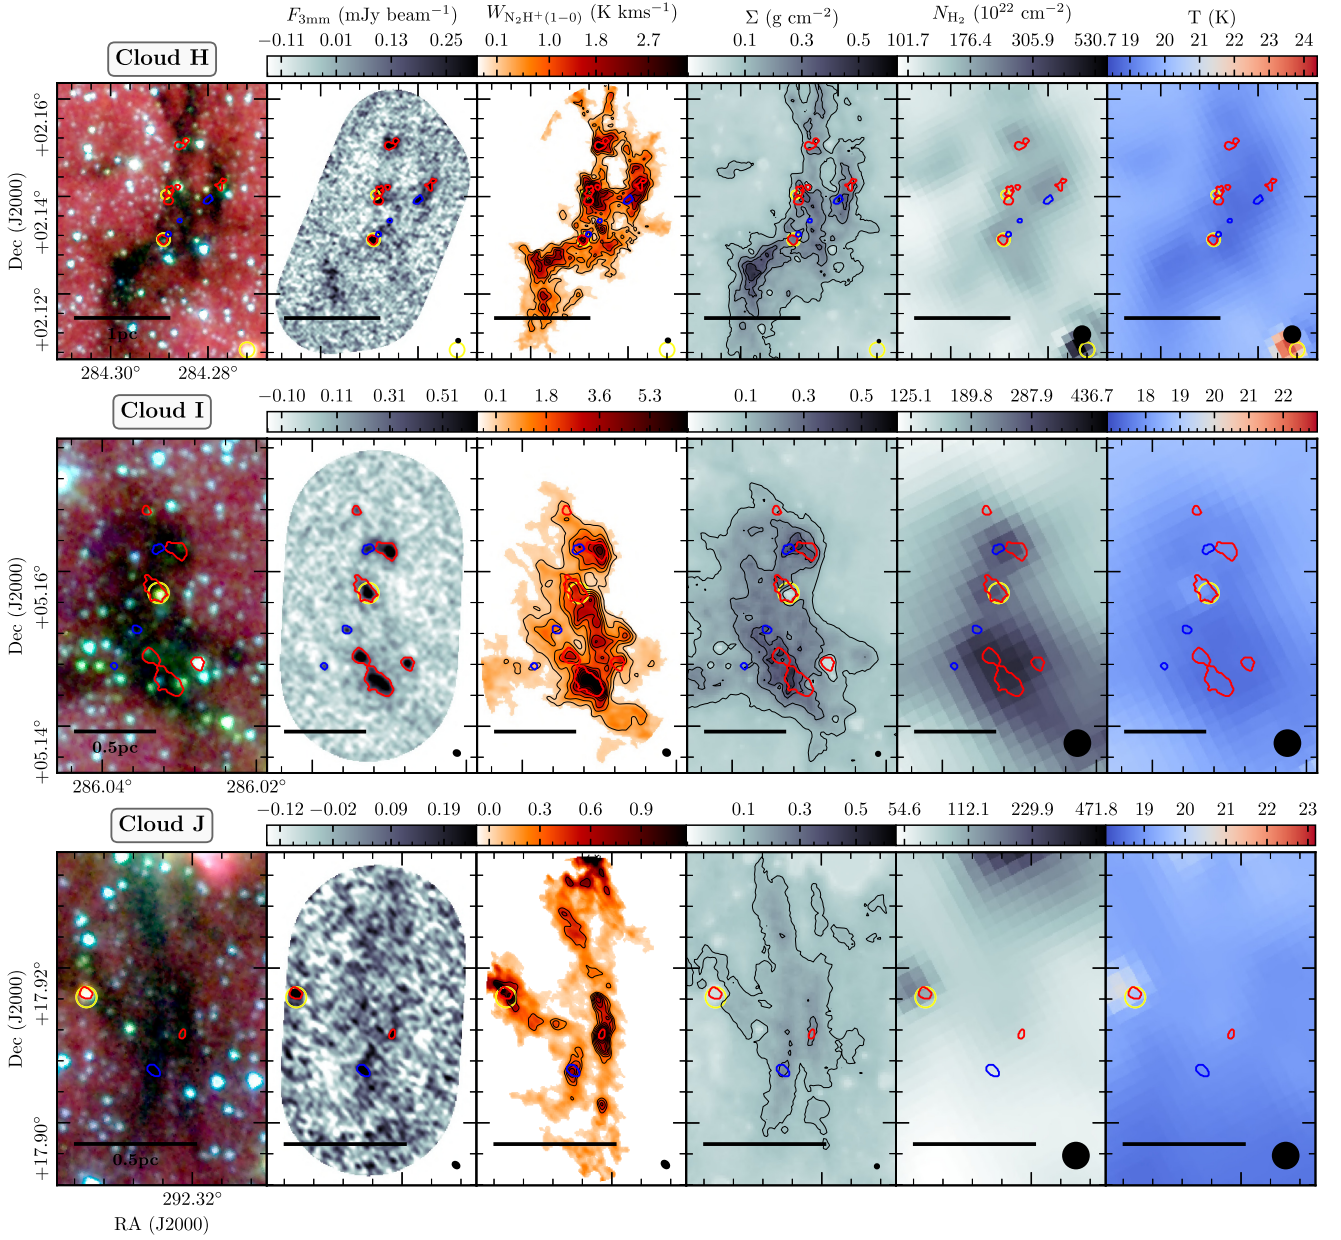 F₃ₘₘ (mJy beam⁻¹) W_N₂H⁺(1−0) (K kms⁻¹) Σ (g cm⁻²) N_H₂ (10²² cm⁻²) T (K)
−0.11 0.01 0.13 0.25 0.1 1.0 1.8 2.7 0.1 0.3 0.5 101.7 176.4 305.9 530.7 19 20 21 22 23 24
Cloud H
+02.16°
+02.14°
+02.12°
Dec (J2000)
1pc
284.30° 284.28°
−0.10 0.11 0.31 0.51 0.1 1.8 3.6 5.3 0.1 0.3 0.5 125.1 189.8 287.9 436.7 18 19 20 21 22
Cloud I
+05.16°
+05.14°
Dec (J2000)
0.5pc
286.04° 286.02°
−0.12 −0.02 0.09 0.19 0.0 0.3 0.6 0.9 0.1 0.3 0.5 54.6 112.1 229.9 471.8 19 20 21 22 23
Cloud J
+17.92°
+17.90°
Dec (J2000)
0.5pc
292.32°
RA (J2000)